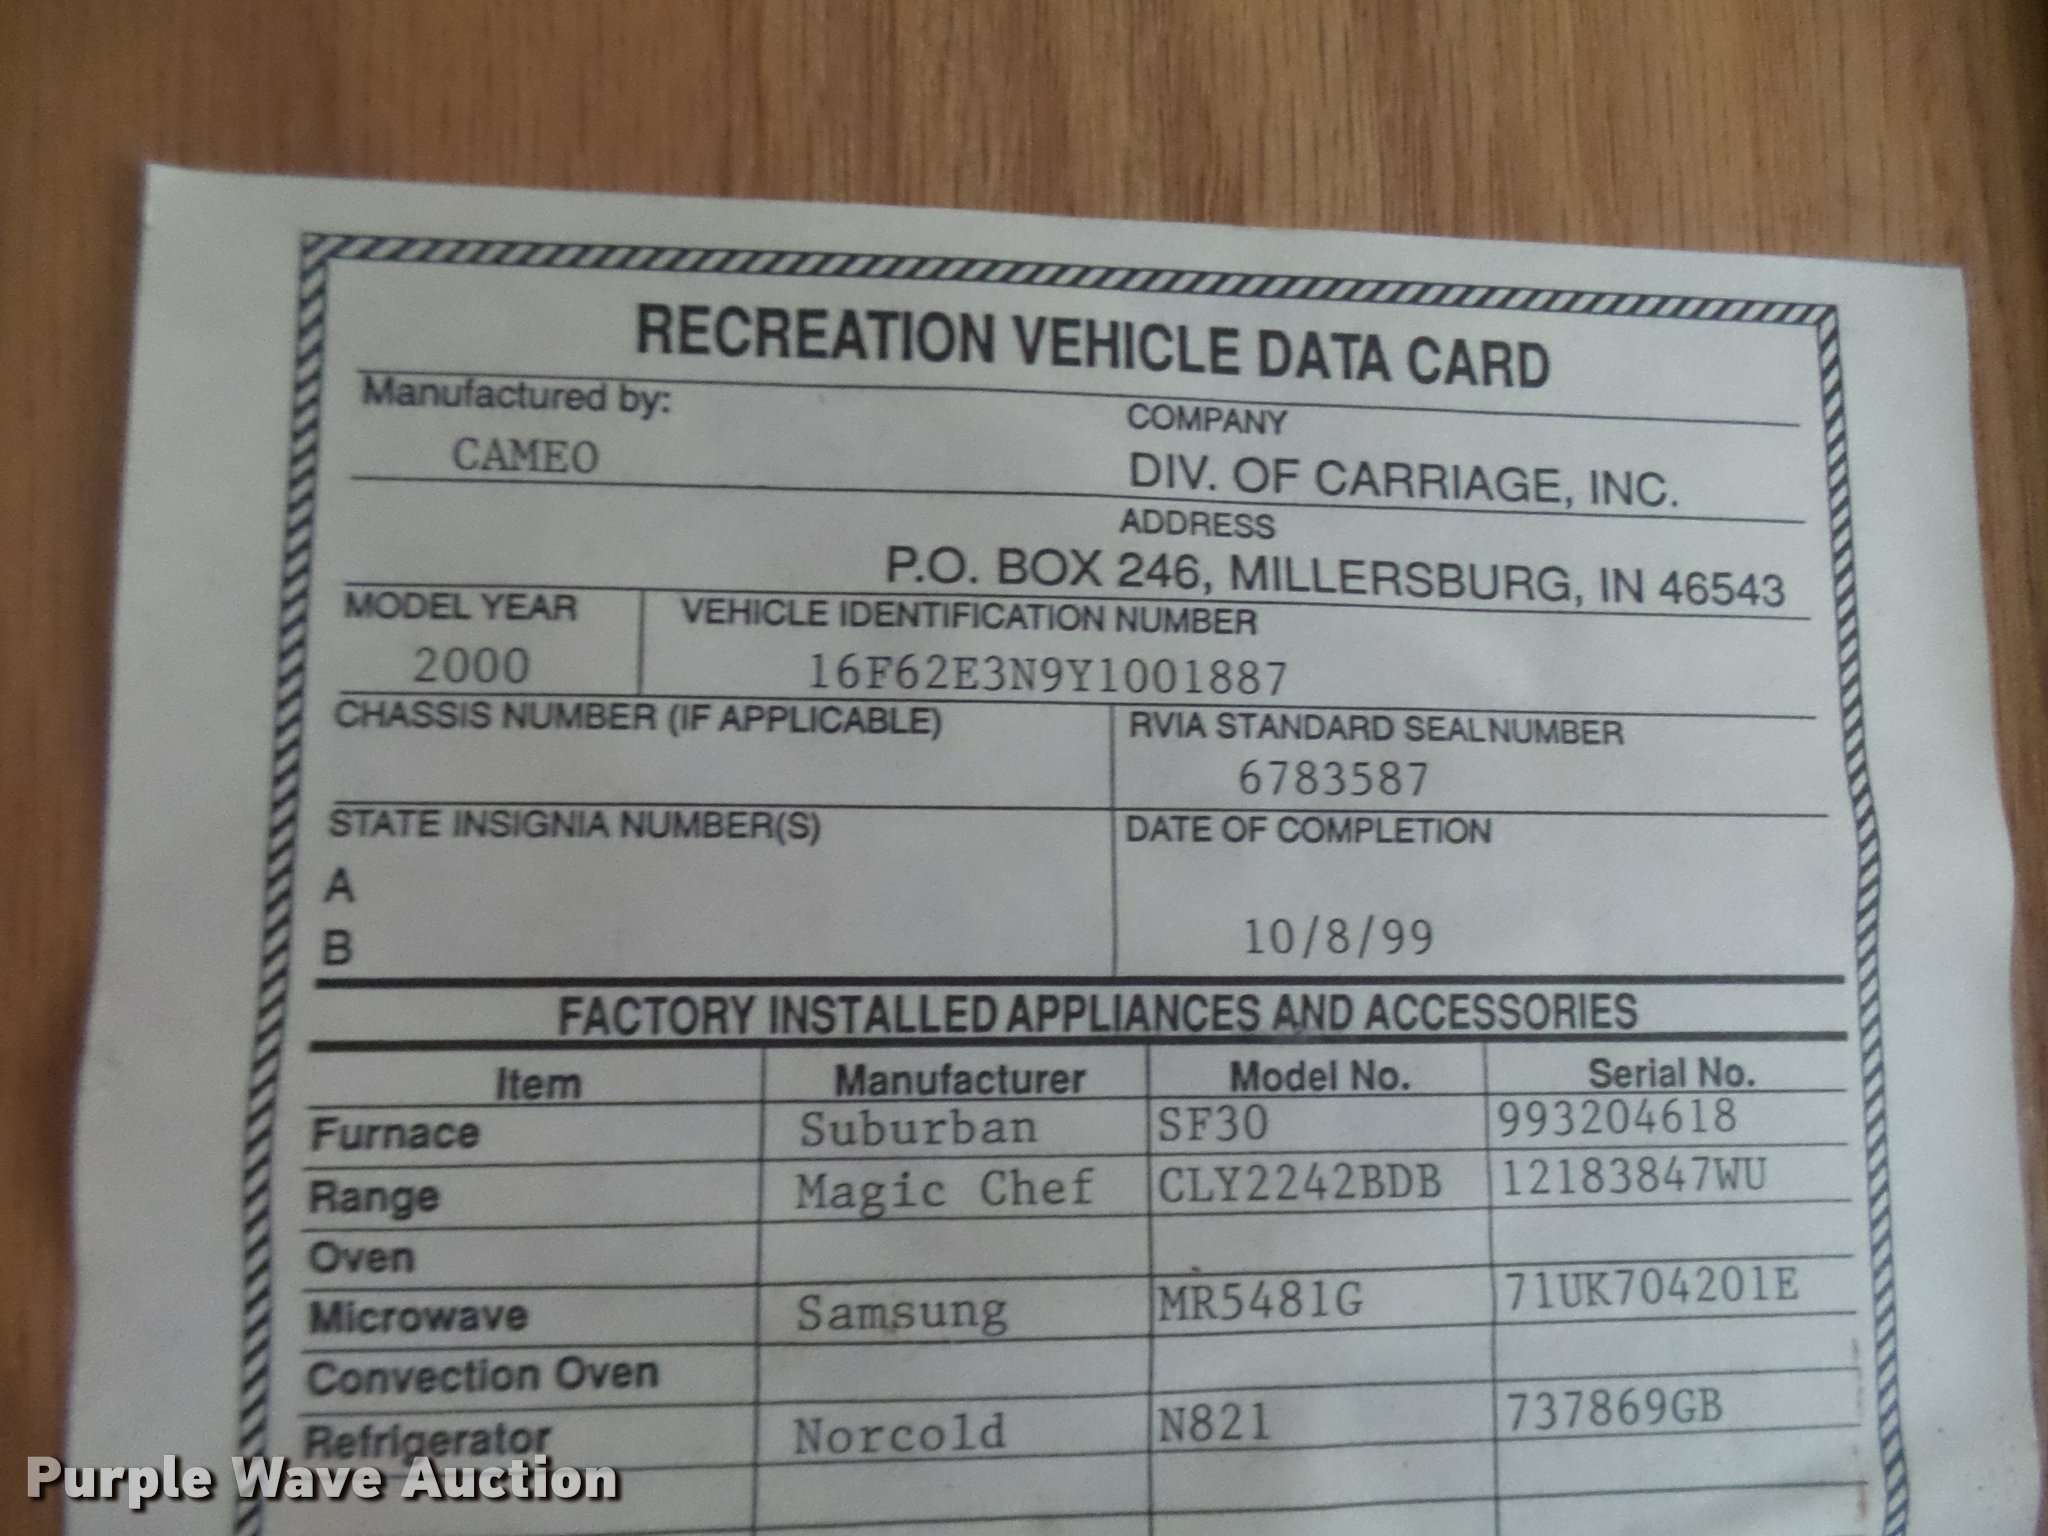 RECREATION VEHICLE DATA CARD
Manufactured by:
COMPANY
CAMEO
DIV. OF CARRIAGE, INC.
ADDRESS
P.O. BOX 246, MILLERSBURG, IN 46543
MODEL YEAR VEHICLE IDENTIFICATION NUMBER
2000 16F62E3N9Y1001887
CHASSIS NUMBER (IF APPLICABLE) RVIA STANDARD SEAL NUMBER
6783587
STATE INSIGNIA NUMBER(S) DATE OF COMPLETION
A
B 10/8/99
FACTORY INSTALLED APPLIANCES AND ACCESSORIES
Item Manufacturer Model No. Serial No.
Furnace Suburban SF30 993204618
Range Magic Chef CLY2242BDB 12183847WU
Oven
Microwave Samsung MR5481G 71UK704201E
Convection Oven
Refrigerator Norcold N821 737869GB
Purple Wave Auction